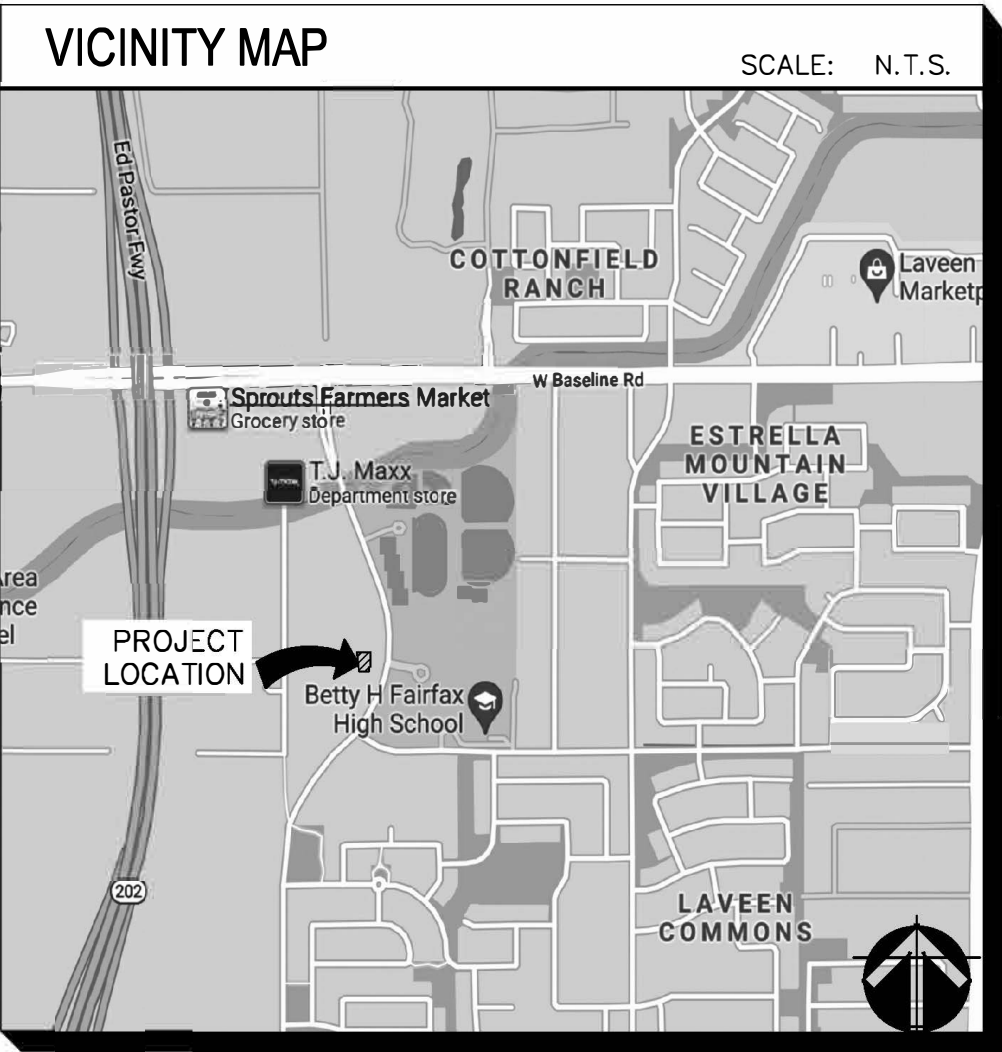 VICINITY MAP
SCALE: N.T.S.
Ed Pastor Fwy
COTTONFIELD
RANCH
Laveen
Marketp
W Baseline Rd
Sprouts Farmers Market
Grocery store
ESTRELLA
MOUNTAIN
VILLAGE
T.J. Maxx
Department store
Area
nce
el
PROJECT
LOCATION
Betty H Fairfax
High School
202
LAVEEN
COMMONS